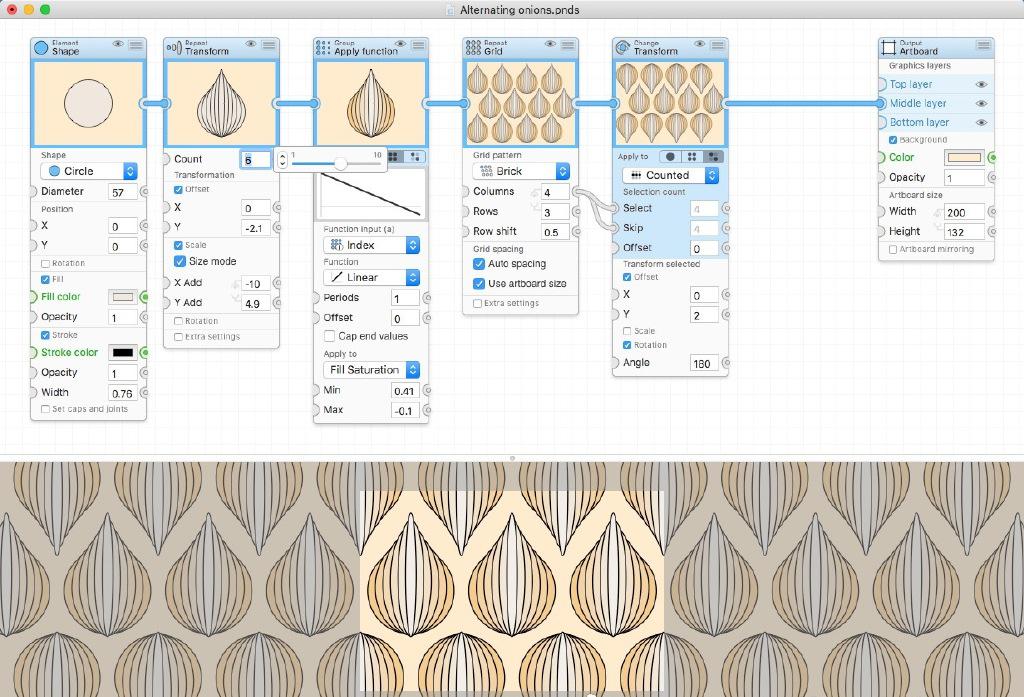 Alternating onions.pnds
Element
Shape
Shape
Circle
Diameter 57
Position
X 0
Y 0
Rotation
Fill
Fill color
Opacity 1
Stroke
Stroke color
Opacity 1
Width 0.76
Set caps and joints
Repeat
Transform
Count 6
1 10
Transformation
Offset
X 0
Y -2.1
Scale
Size mode
X Add -10
Y Add 4.9
Rotation
Extra settings
Group
Apply function
Function input (a)
Index
Function
Linear
Periods 1
Offset 0
Cap end values
Apply to
Fill Saturation
Min 0.41
Max -0.1
Repeat
Grid
Grid pattern
Brick
Columns 4
Rows 3
Row shift 0.5
Grid spacing
Auto spacing
Use artboard size
Extra settings
Change
Transform
Apply to
Counted
Selection count
Select 4
Skip 4
Offset 0
Transform selected
Offset
X 0
Y 2
Scale
Rotation
Angle 180
Output
Artboard
Graphics layers
Top layer
Middle layer
Bottom layer
Background
Color
Opacity 1
Artboard size
Width 200
Height 132
Artboard mirroring